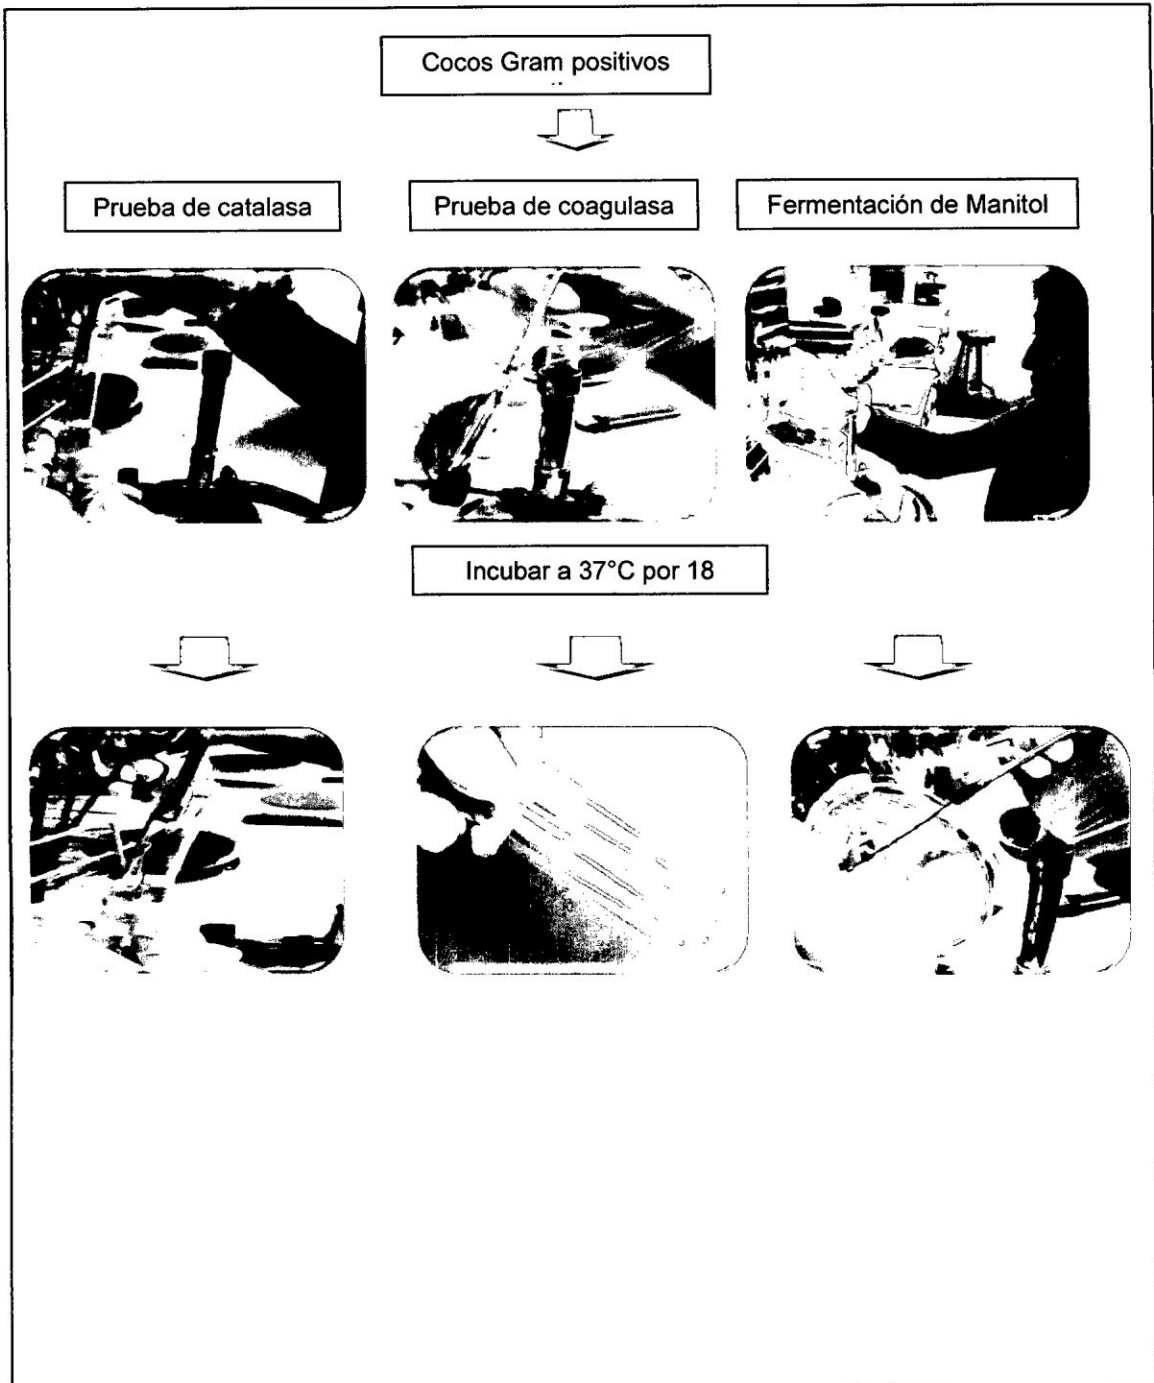 Cocos Gram positivos
Prueba de catalasa
Prueba de coagulasa
Fermentación de Manitol
Incubar a 37°C por 18